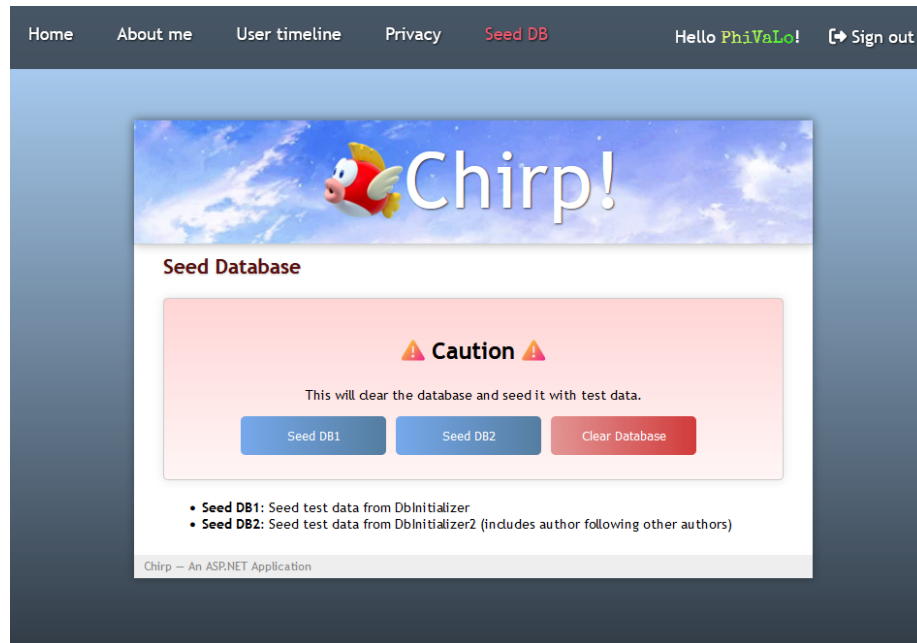 Home About me User timeline Privacy Seed DB Hello PhiVaLo! Sign out
Chirp!
Seed Database
Caution
This will clear the database and seed it with test data.
Seed DB1 Seed DB2 Clear Database
• Seed DB1: Seed test data from DbInitializer
• Seed DB2: Seed test data from DbInitializer2 (includes author following other authors)
Chirp — An ASP.NET Application